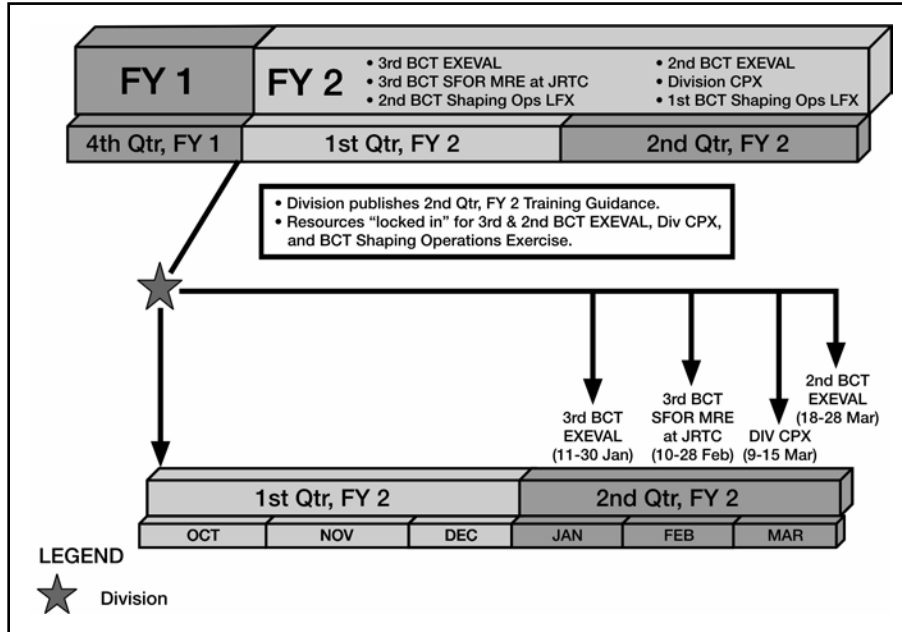 FY 1
FY 2
• 3rd BCT EXEVAL
• 3rd BCT SFOR MRE at JRTC
• 2nd BCT Shaping Ops LFX
• 2nd BCT EXEVAL
• Division CPX
• 1st BCT Shaping Ops LFX
4th Qtr, FY 1
1st Qtr, FY 2
2nd Qtr, FY 2
• Division publishes 2nd Qtr, FY 2 Training Guidance.
• Resources “locked in” for 3rd & 2nd BCT EXEVAL, Div CPX,
and BCT Shaping Operations Exercise.
3rd BCT
EXEVAL
(11-30 Jan)
3rd BCT
SFOR MRE
at JRTC
(10-28 Feb)
DIV CPX
(9-15 Mar)
2nd BCT
EXEVAL
(18-28 Mar)
1st Qtr, FY 2
2nd Qtr, FY 2
OCT
NOV
DEC
JAN
FEB
MAR
LEGEND
Division